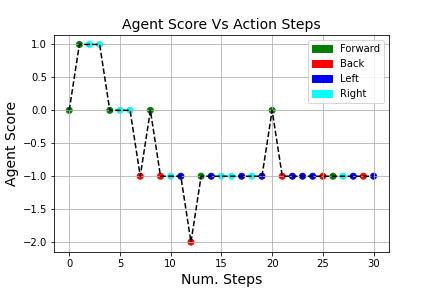 Agent Score Vs Action Steps
Agent Score
1.0
0.5
0.0
−0.5
−1.0
−1.5
−2.0
Forward
Back
Left
Right
0 5 10 15 20 25 30
Num. Steps